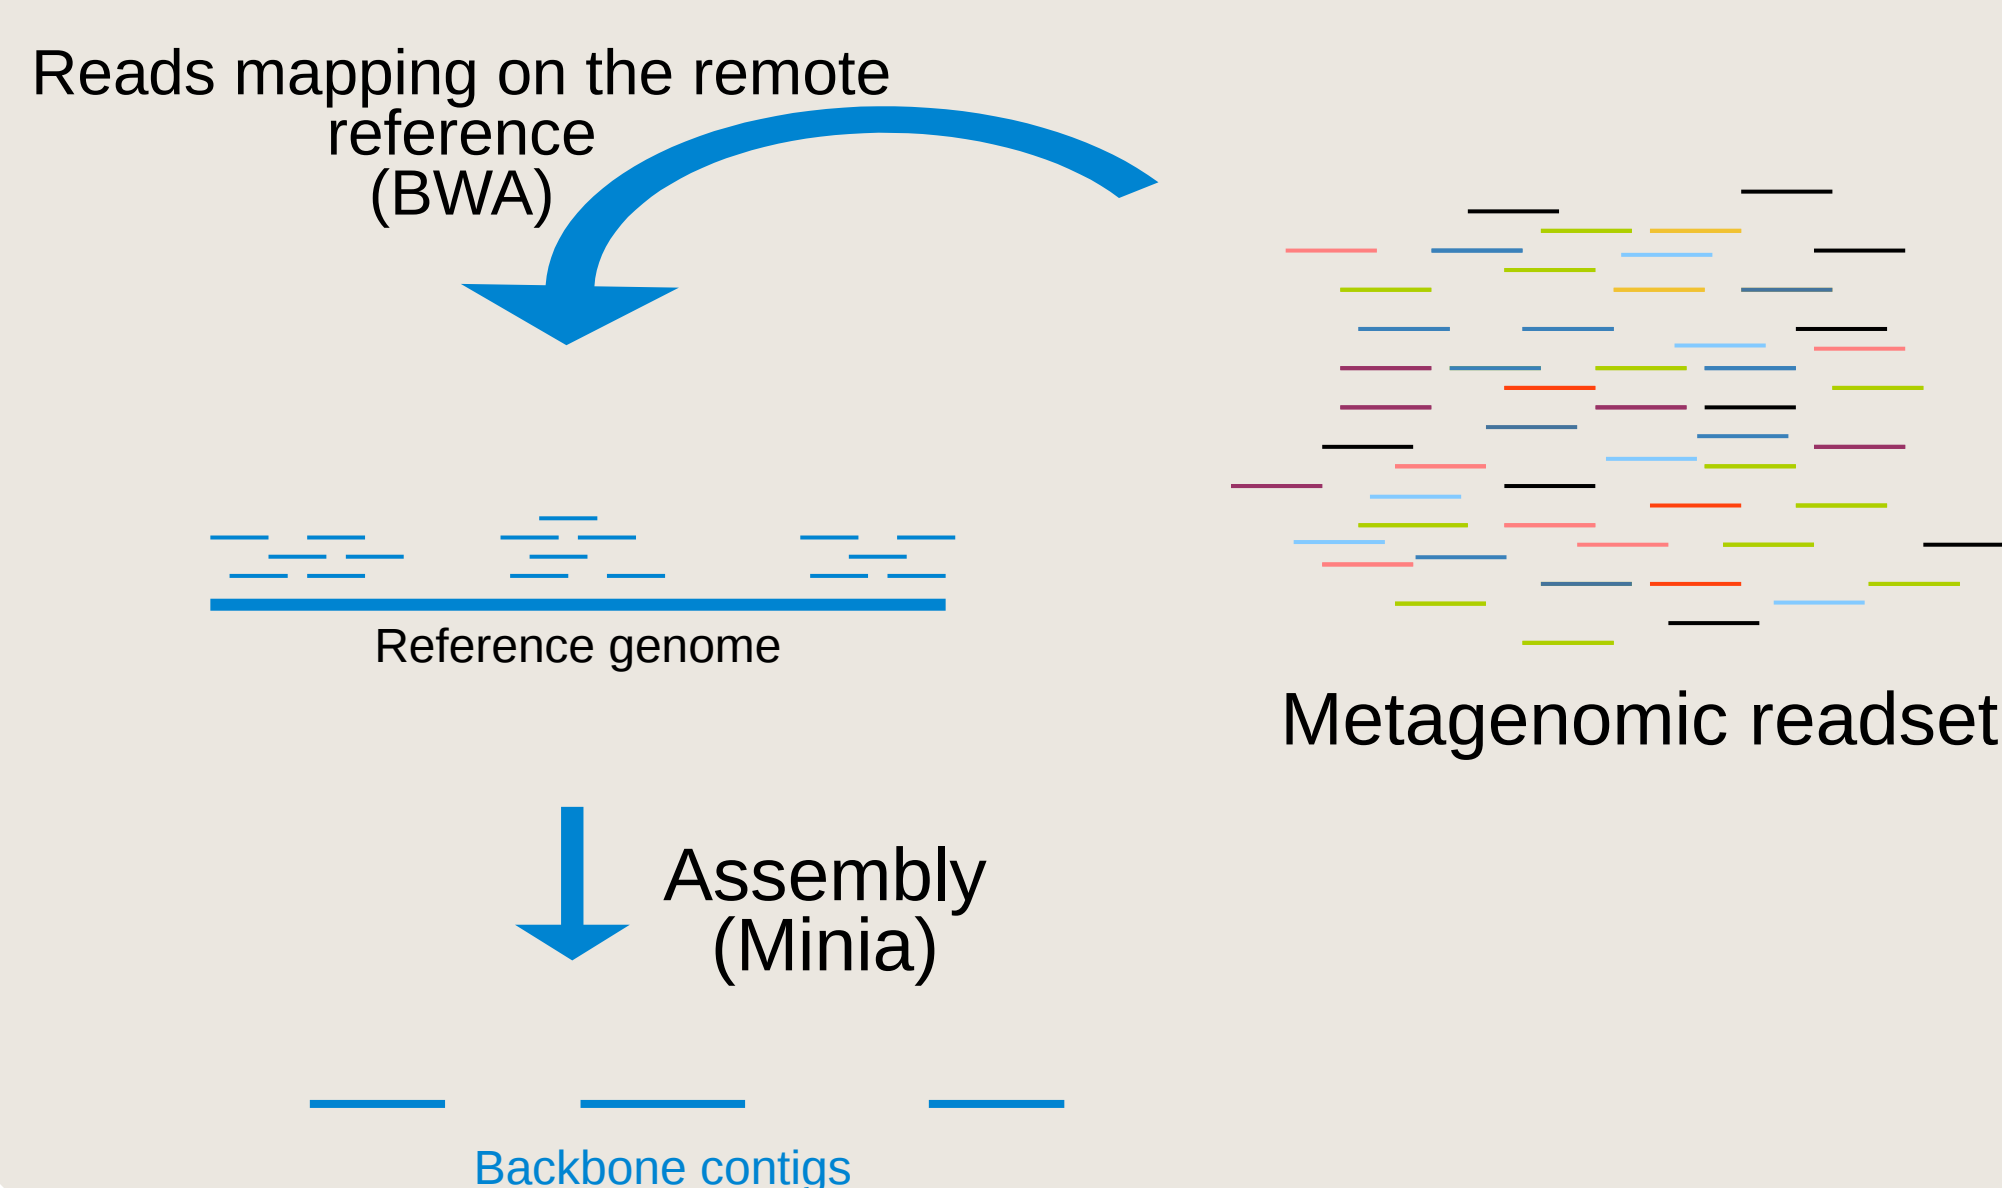 Reads mapping on the remote
reference
(BWA)
Reference genome
Metagenomic readset
Assembly
(Minia)
Backbone contigs